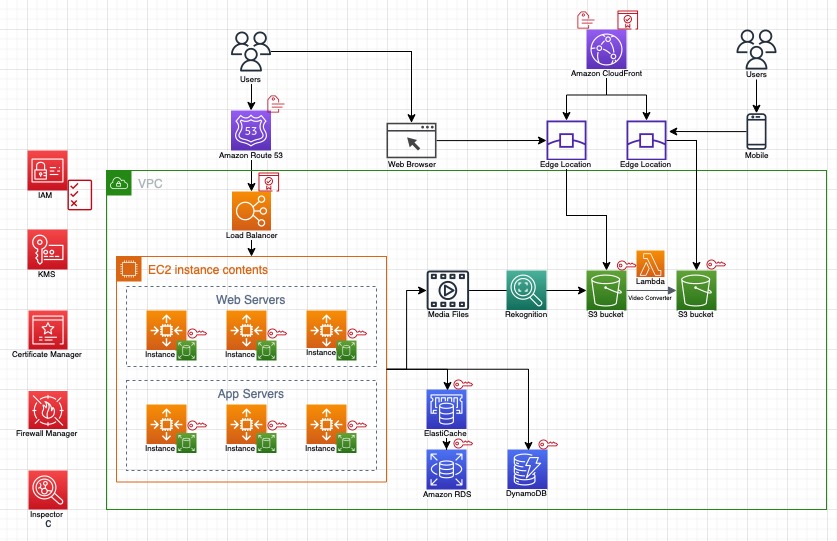 Users
Amazon CloudFront
Users
53
Amazon Route 53
Web Browser
Edge Location
Edge Location
Mobile
IAM
VPC
Load Balancer
KMS
EC2 instance contents
Lambda
Video Converter
Media Files
Rekognition
S3 bucket
S3 bucket
Web Servers
Instance
Instance
Instance
Certificate Manager
App Servers
Instance
Instance
Instance
Firewall Manager
ElastiCache
Amazon RDS
DynamoDB
Inspector
C